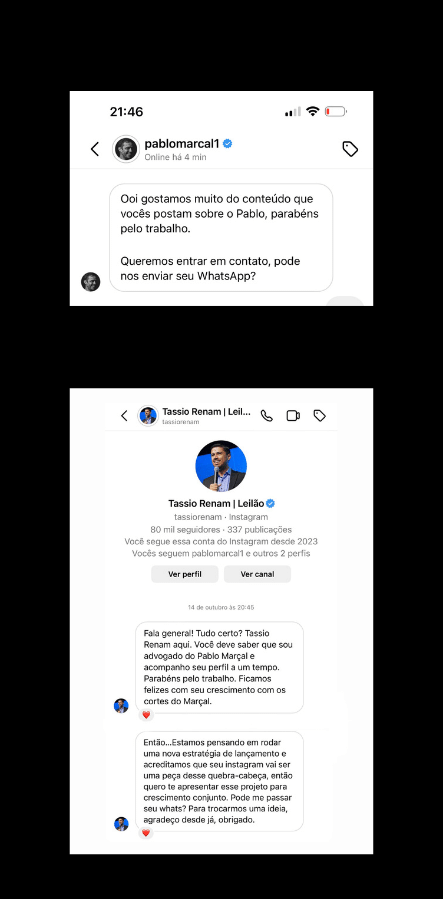 21:46
pablomarcal1
Online há 4 min
Ooi gostamos muito do conteúdo que
vocês postam sobre o Pablo, parabéns
pelo trabalho.
Queremos entrar em contato, pode
nos enviar seu WhatsApp?
Tassio Renam | Leil...
tassiorenam
Tassio Renam | Leilão
tassiorenam · Instagram
80 mil seguidores · 337 publicações
Você segue essa conta do Instagram desde 2023
Vocês seguem pablomarcal1 e outros 2 perfis
Ver perfil
Ver canal
14 de outubro às 20:45
Fala general! Tudo certo? Tassio
Renam aqui. Você deve saber que sou
advogado do Pablo Marçal e
acompanho seu perfil a um tempo.
Parabéns pelo trabalho. Ficamos
felizes com seu crescimento com os
cortes do Marçal.
Então...Estamos pensando em rodar
uma nova estratégia de lançamento e
acreditamos que seu instagram vai ser
uma peça desse quebra-cabeça, então
quero te apresentar esse projeto para
crescimento conjunto. Pode me passar
seu whats? Para trocarmos uma ideia,
agradeço desde já, obrigado.